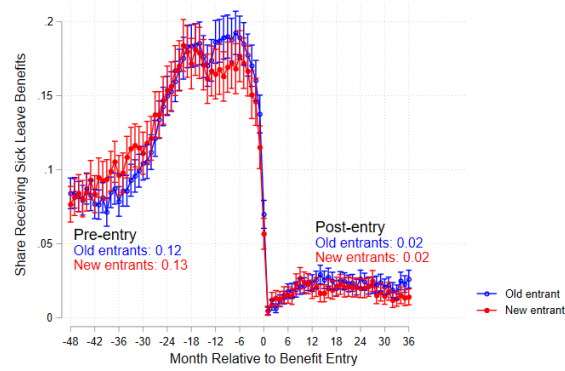 .2
.15
.1
.05
0
Share Receiving Sick Leave Benefits
Pre-entry
Old entrants: 0.12
New entrants: 0.13
Post-entry
Old entrants: 0.02
New entrants: 0.02
Old entrant
New entrant
-48 -42 -36 -30 -24 -18 -12 -6 0 6 12 18 24 30 36
Month Relative to Benefit Entry